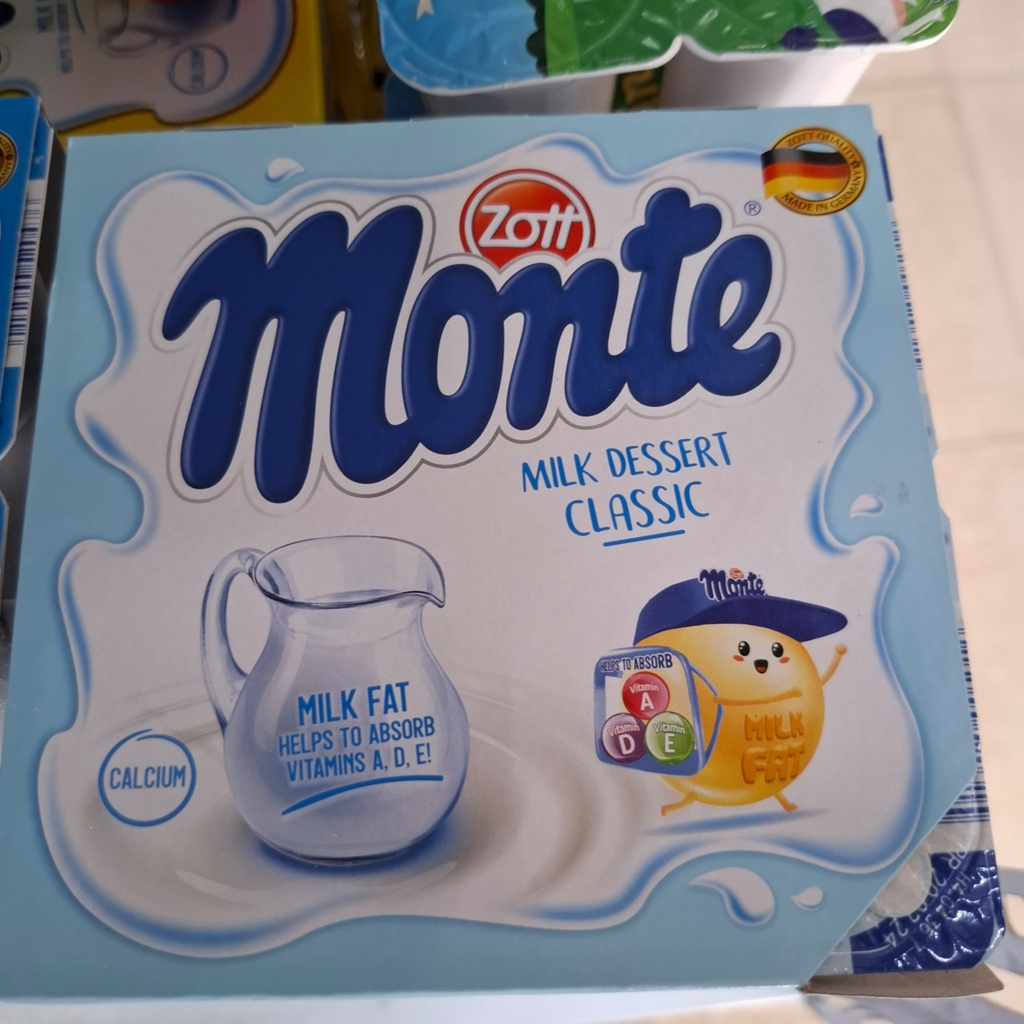 Zott
Monte
®
ZOTT QUALITY
MADE IN GERMANY
MILK DESSERT
CLASSIC
Monte
HELPS TO ABSORB
Vitamin
A
Vitamin
D
Vitamin
E
MILK
FAT
MILK FAT
HELPS TO ABSORB
VITAMINS A, D, E!
CALCIUM